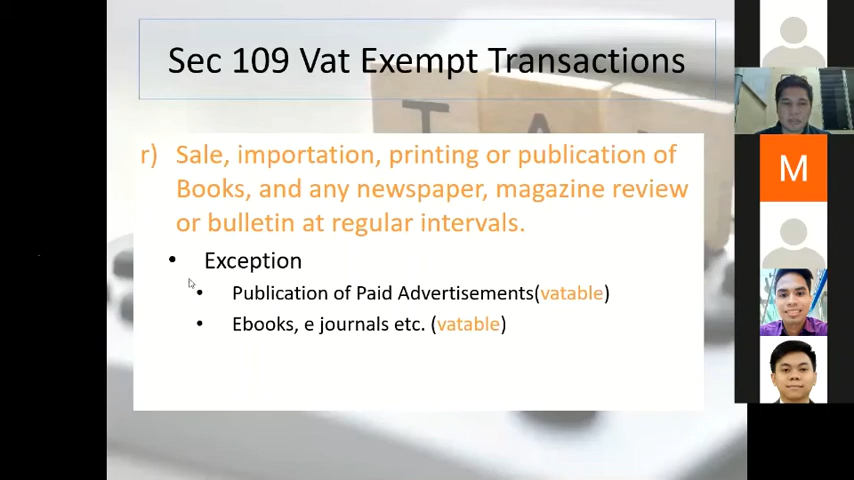 Sec 109 Vat Exempt Transactions
r) Sale, importation, printing or publication of
Books, and any newspaper, magazine review
or bulletin at regular intervals.
• Exception
• Publication of Paid Advertisements(vatable)
• Ebooks, e journals etc. (vatable)
T A
M